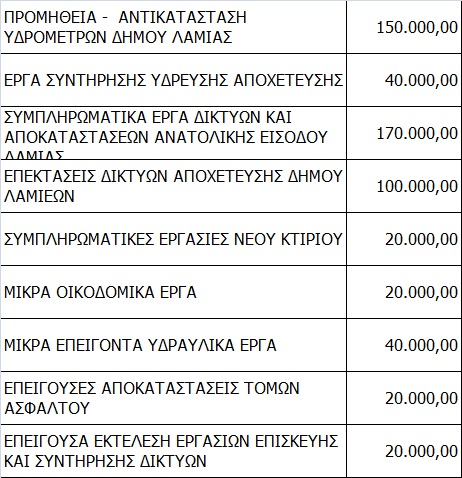 ΠΡΟΜΗΘΕΙΑ -  ΑΝΤΙΚΑΤΑΣΤΑΣΗ
ΥΔΡΟΜΕΤΡΩΝ ΔΗΜΟΥ ΛΑΜΙΑΣ
150.000,00
ΕΡΓΑ ΣΥΝΤΗΡΗΣΗΣ ΥΔΡΕΥΣΗΣ ΑΠΟΧΕΤΕΥΣΗΣ
40.000,00
ΣΥΜΠΛΗΡΩΜΑΤΙΚΑ ΕΡΓΑ ΔΙΚΤΥΩΝ ΚΑΙ
ΑΠΟΚΑΤΑΣΤΑΣΕΩΝ ΑΝΑΤΟΛΙΚΗΣ ΕΙΣΟΔΟΥ
ΛΑΜΙΑΣ
170.000,00
ΕΠΕΚΤΑΣΕΙΣ ΔΙΚΤΥΩΝ ΑΠΟΧΕΤΕΥΣΗΣ ΔΗΜΟΥ
ΛΑΜΙΕΩΝ
100.000,00
ΣΥΜΠΛΗΡΩΜΑΤΙΚΕΣ ΕΡΓΑΣΙΕΣ ΝΕΟΥ ΚΤΙΡΙΟΥ
20.000,00
ΜΙΚΡΑ ΟΙΚΟΔΟΜΙΚΑ ΕΡΓΑ
20.000,00
ΜΙΚΡΑ ΕΠΕΙΓΟΝΤΑ ΥΔΡΑΥΛΙΚΑ ΕΡΓΑ
40.000,00
ΕΠΕΙΓΟΥΣΕΣ ΑΠΟΚΑΤΑΣΤΑΣΕΙΣ ΤΟΜΩΝ
ΑΣΦΑΛΤΟΥ
20.000,00
ΕΠΕΙΓΟΥΣΑ ΕΚΤΕΛΕΣΗ ΕΡΓΑΣΙΩΝ ΕΠΙΣΚΕΥΗΣ
ΚΑΙ ΣΥΝΤΗΡΗΣΗΣ ΔΙΚΤΥΩΝ
20.000,00